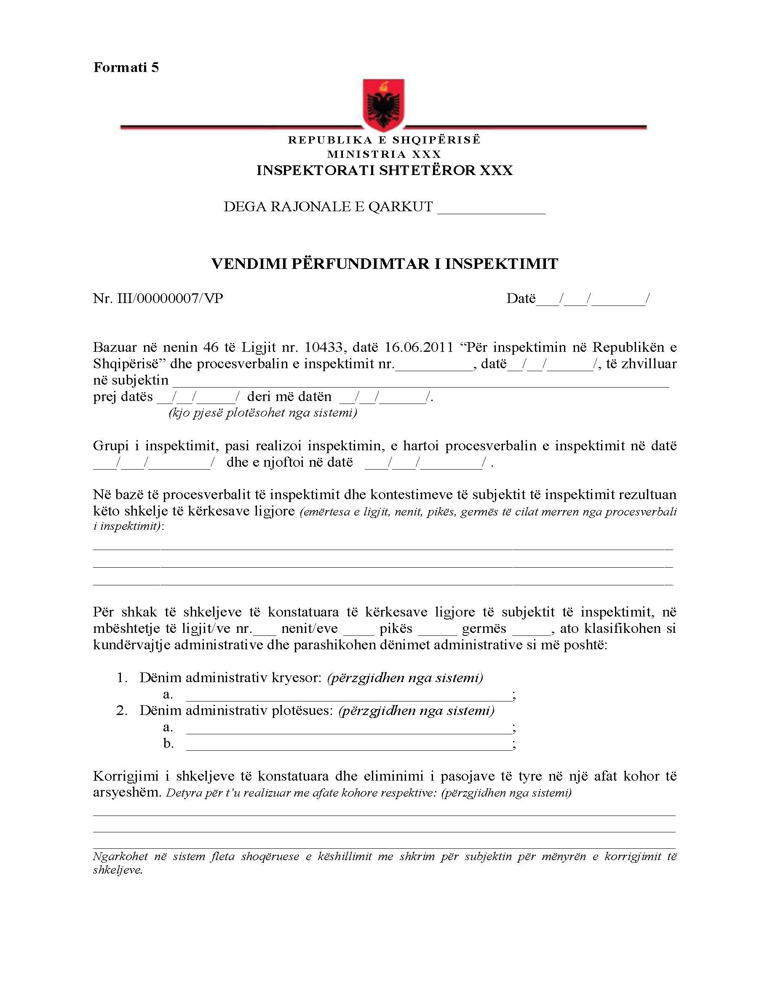 Formati 5
REPUBLIKA E SHQIPËRISË
MINISTRIA XXX
INSPEKTORATI SHTETËROR XXX
DEGA RAJONALE E QARKUT ______________
VENDIMI PËRFUNDIMTAR I INSPEKTIMIT
Nr. III/00000007/VP Datë___/___/_______/
Bazuar në nenin 46 të Ligjit nr. 10433, datë 16.06.2011 “Për inspektimin në Republikën e
Shqipërisë” dhe procesverbalin e inspektimit nr.__________, datë__/__/______/, të zhvilluar
në subjektin ________________________________________________________________
prej datës __/__/_____/ deri më datën __/__/______/.
(kjo pjesë plotësohet nga sistemi)
Grupi i inspektimit, pasi realizoi inspektimin, e hartoi procesverbalin e inspektimit në datë
___/___/________/ dhe e njoftoi në datë ___/___/________/ .
Në bazë të procesverbalit të inspektimit dhe kontestimeve të subjektit të inspektimit rezultuan
këto shkelje të kërkesave ligjore (emërtesa e ligjit, nenit, pikës, germës të cilat merren nga procesverbali
i inspektimit):
___________________________________________________________________________
___________________________________________________________________________
___________________________________________________________________________
Për shkak të shkeljeve të konstatuara të kërkesave ligjore të subjektit të inspektimit, në
mbështetje të ligjit/ve nr.___ nenit/eve ____ pikës _____ germës _____, ato klasifikohen si
kundërvajtje administrative dhe parashikohen dënimet administrative si më poshtë:
1. Dënim administrativ kryesor: (përzgjidhen nga sistemi)
a. __________________________________________;
2. Dënim administrativ plotësues: (përzgjidhen nga sistemi)
a. __________________________________________;
b. __________________________________________;
Korrigjimi i shkeljeve të konstatuara dhe eliminimi i pasojave të tyre në një afat kohor të
arsyeshëm. Detyra për t’u realizuar me afate kohore respektive: (përzgjidhen nga sistemi)
___________________________________________________________________________
___________________________________________________________________________
___________________________________________________________________________
Ngarkohet në sistem fleta shoqëruese e këshillimit me shkrim për subjektin për mënyrën e korrigjimit të
shkeljeve.